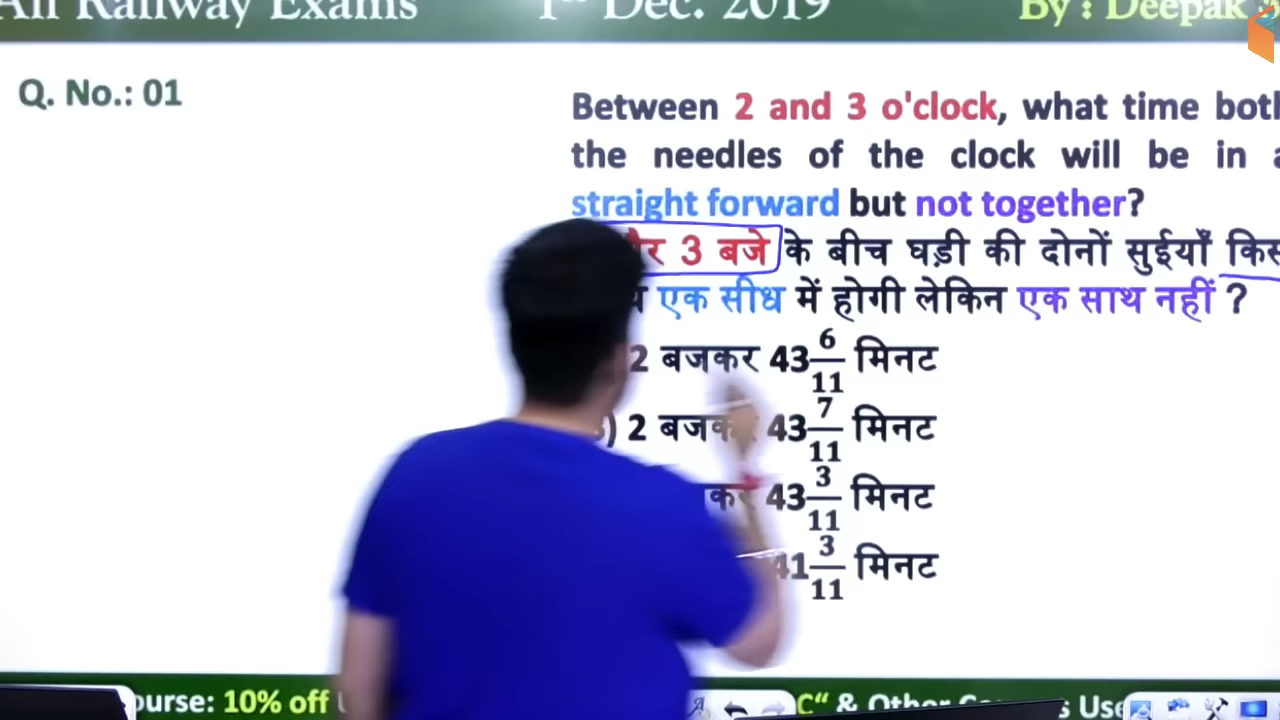 All Railway Exams 1st Dec. 2019 By : Deepak
Q. No.: 01
Between 2 and 3 o'clock, what time both
the needles of the clock will be in a
straight forward but not together?
3 बजे के बीच घड़ी की दोनों सुईयाँ किस
एक सीध में होगी लेकिन एक साथ नहीं ?
2 बजकर 43 6/11 मिनट
2 43 7/11 मिनट
43 3/11 मिनट
41 3/11 मिनट
10% off
C“ & Other